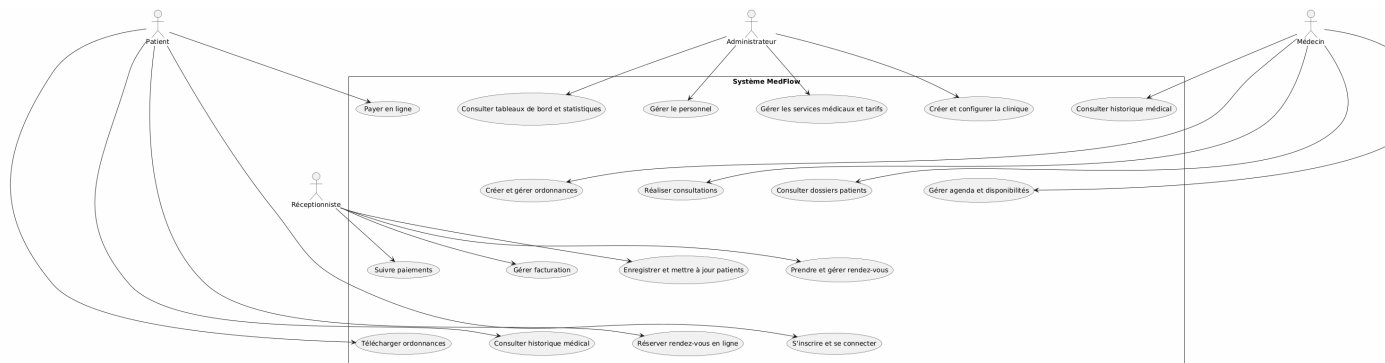 Patient
Administrateur
Médecin
Système MedFlow
Payer en ligne
Consulter tableaux de bord et statistiques
Gérer le personnel
Gérer les services médicaux et tarifs
Créer et configurer la clinique
Consulter historique médical
Créer et gérer ordonnances
Réaliser consultations
Consulter dossiers patients
Gérer agenda et disponibilités
Réceptionniste
Suivre paiements
Gérer facturation
Enregistrer et mettre à jour patients
Prendre et gérer rendez-vous
Télécharger ordonnances
Consulter historique médical
Réserver rendez-vous en ligne
S'inscrire et se connecter